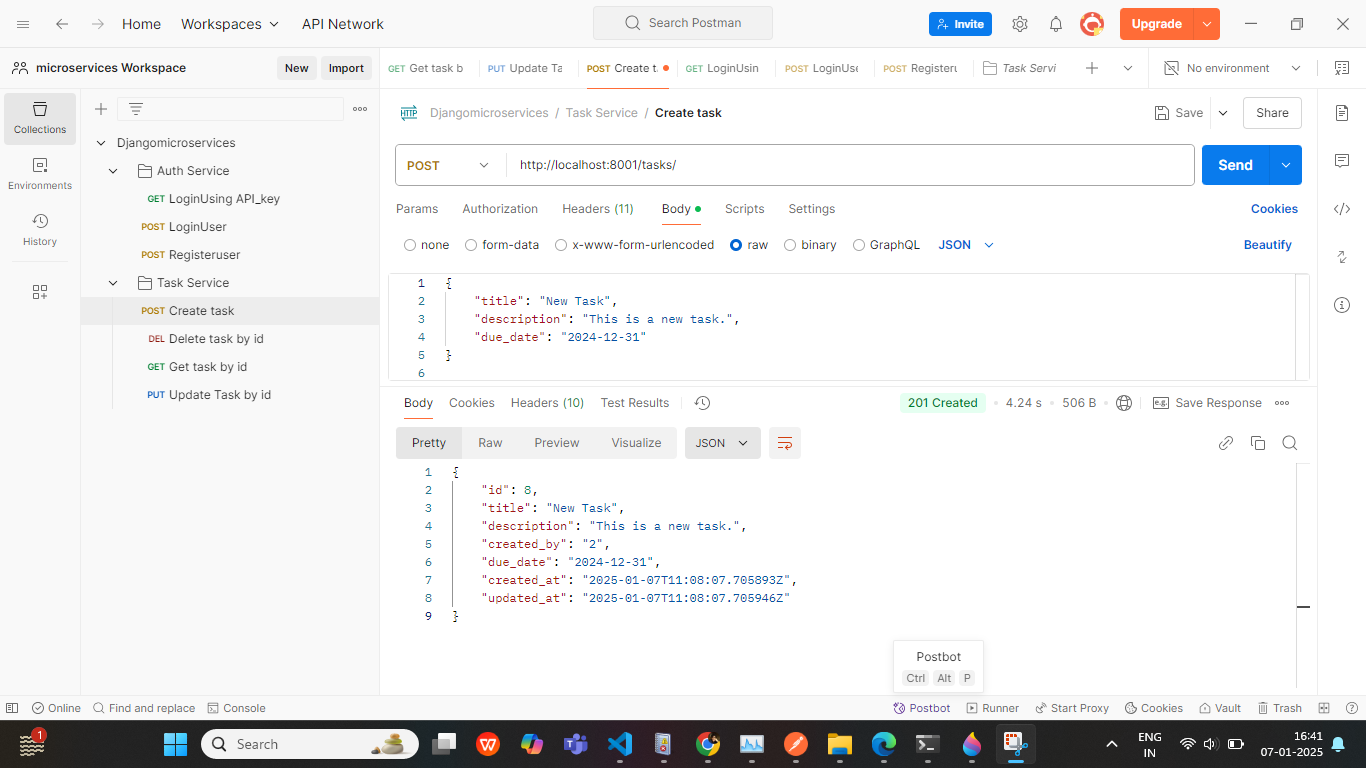 Home Workspaces API Network Search Postman Invite Upgrade
microservices Workspace New Import GET Get task b PUT Update Ta POST Create t. GET LoginUsin POST LoginUse POST Registeru Task Servi No environment
Collections
Environments
History
Djangomicroservices
Auth Service
GET LoginUsing API_key
POST LoginUser
POST Registeruser
Task Service
POST Create task
DEL Delete task by id
GET Get task by id
PUT Update Task by id
HTTP Djangomicroservices / Task Service / Create task Save Share
POST http://localhost:8001/tasks/ Send
Params Authorization Headers (11) Body Scripts Settings Cookies
none form-data x-www-form-urlencoded raw binary GraphQL JSON Beautify
1 {
2 "title": "New Task",
3 "description": "This is a new task.",
4 "due_date": "2024-12-31"
5 }
6
Body Cookies Headers (10) Test Results 201 Created 4.24 s 506 B e.g. Save Response
Pretty Raw Preview Visualize JSON
1 {
2 "id": 8,
3 "title": "New Task",
4 "description": "This is a new task.",
5 "created_by": "2",
6 "due_date": "2024-12-31",
7 "created_at": "2025-01-07T11:08:07.705893Z",
8 "updated_at": "2025-01-07T11:08:07.705946Z"
9 }
Postbot
Ctrl Alt P
Online Find and replace Console Postbot Runner Start Proxy Cookies Vault Trash
1 Search ENG IN 16:41 07-01-2025